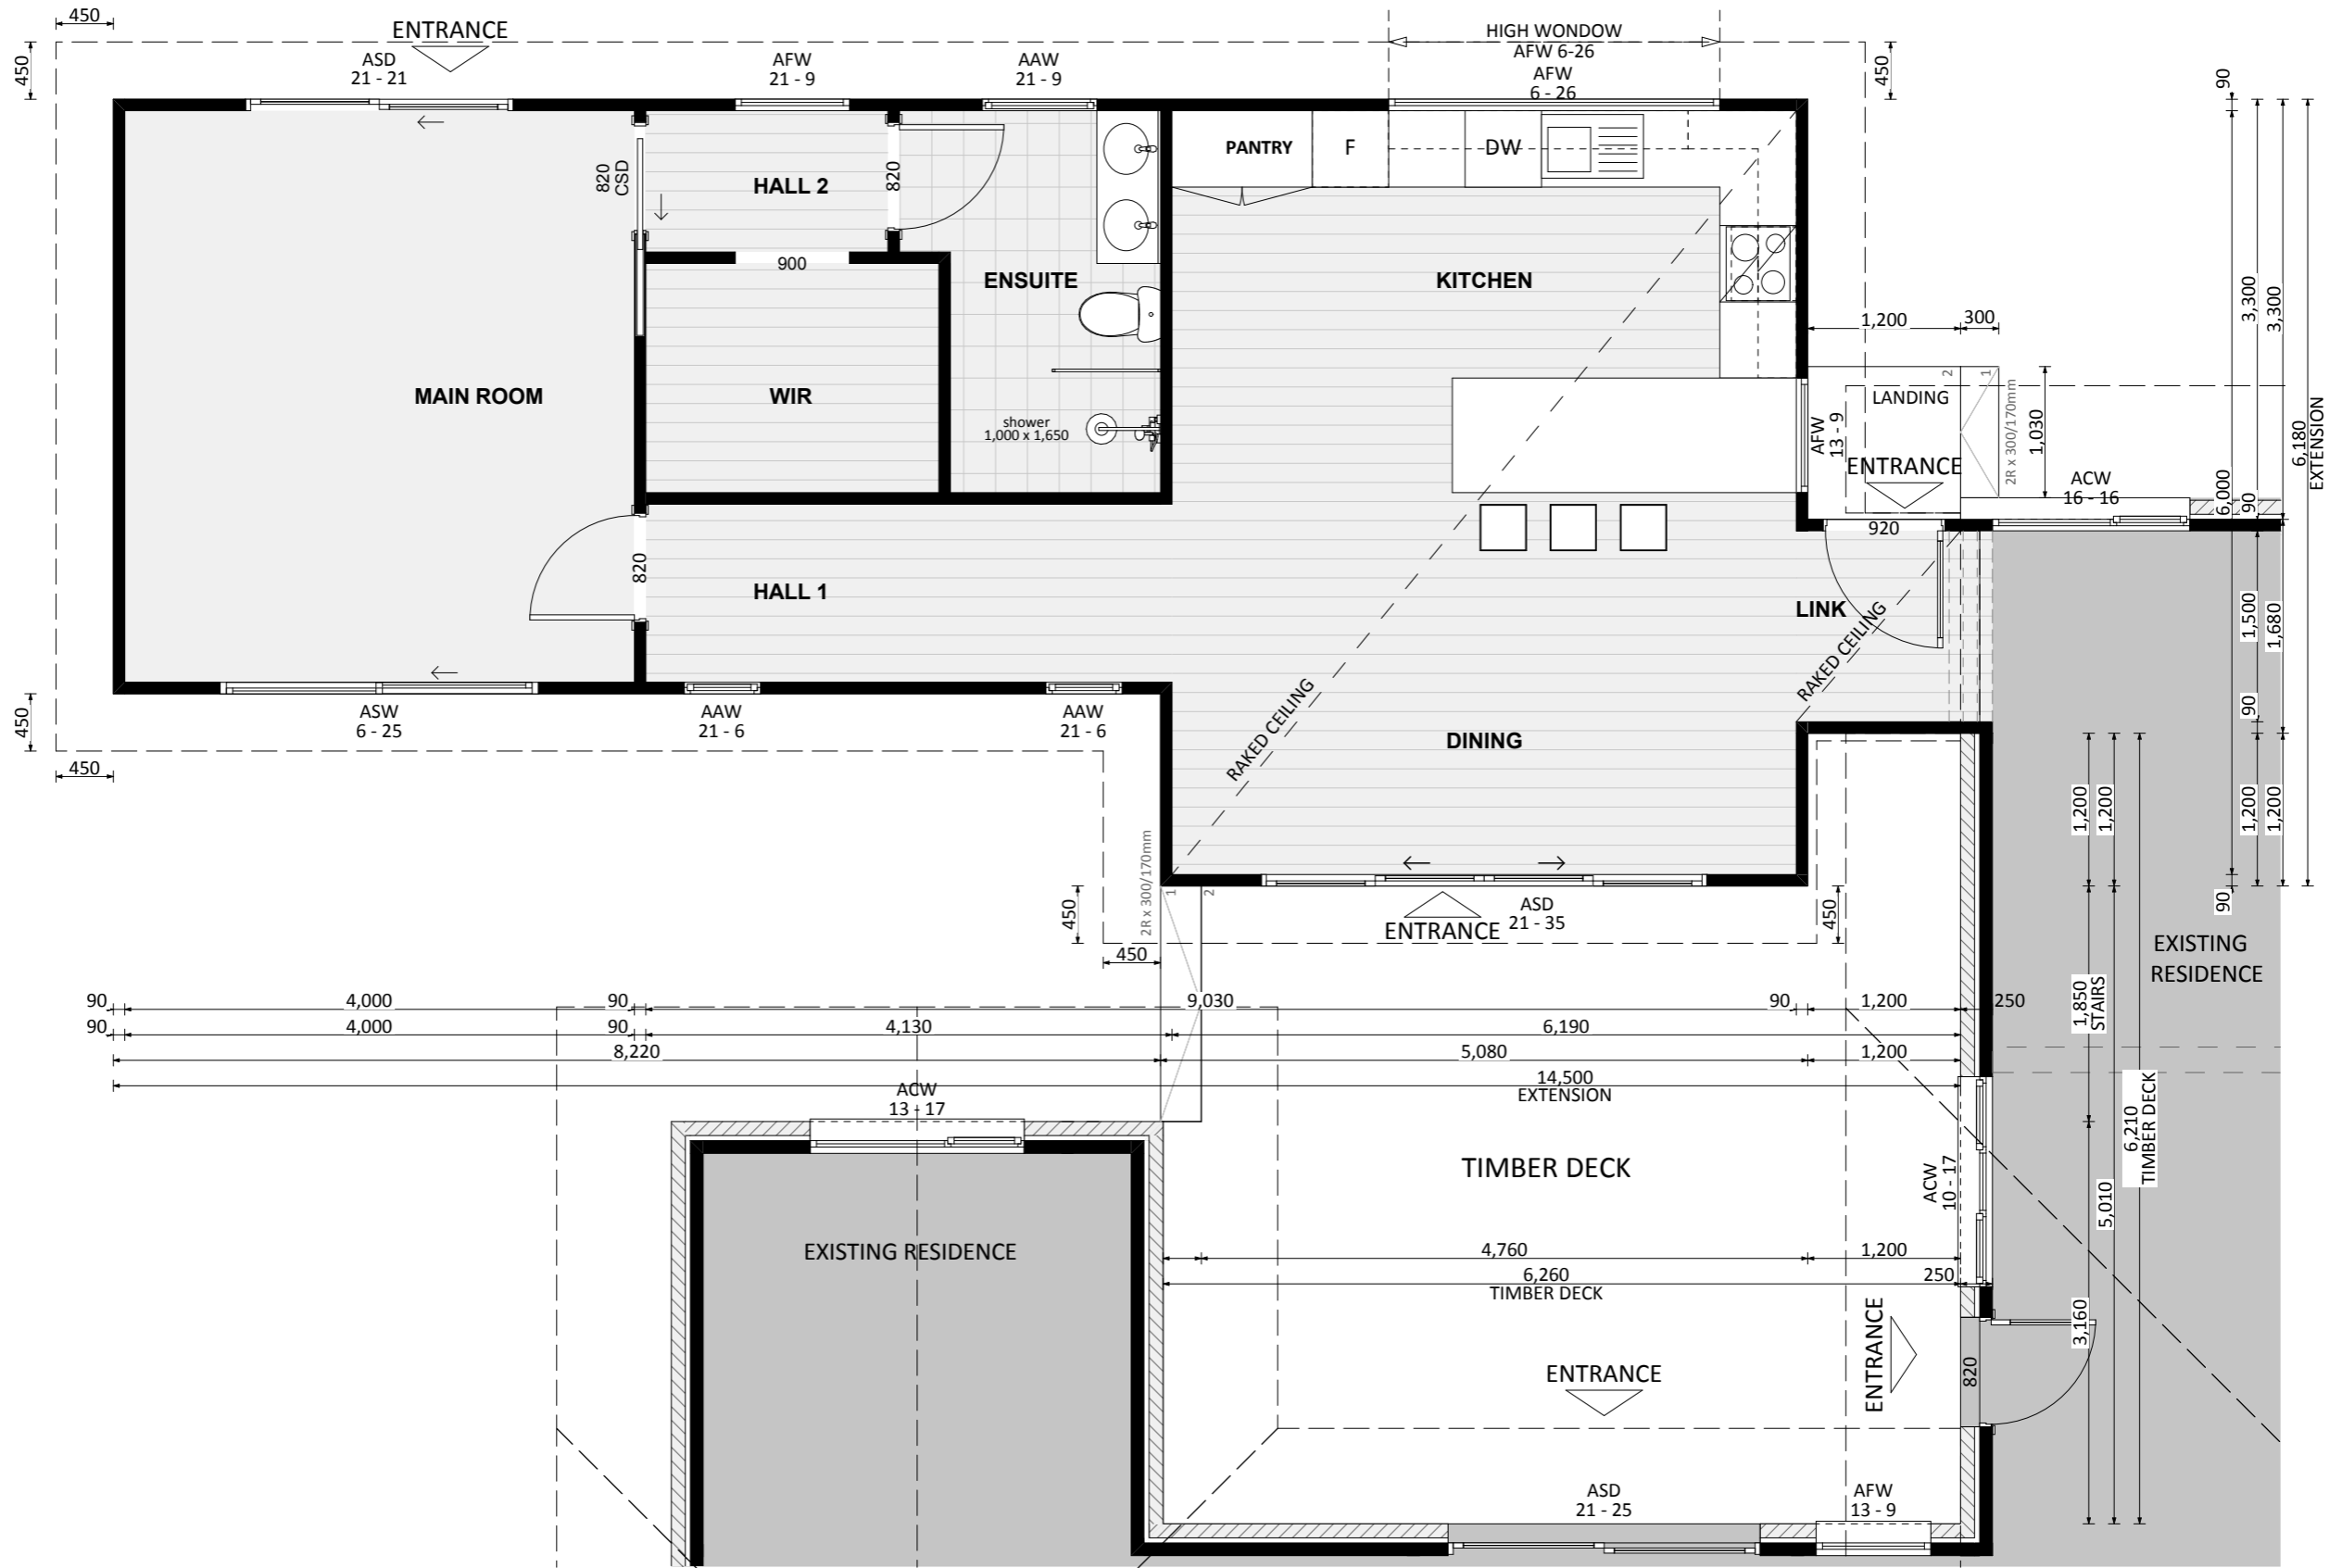 450
ENTRANCE
HIGH WONDOW
AFW 6-26
450
ASD
21 - 21
AFW
21 - 9
AAW
21 - 9
AFW
6 - 26
450
90
820
CSD
HALL 2
820
PANTRY
F
DW
900
ENSUITE
KITCHEN
3,300
3,300
1,200
300
MAIN ROOM
WIR
shower
1,000 x 1,650
AFW
13 - 9
LANDING
2
1
2R x 300/170mm
1,030
ENTRANCE
ACW
16 - 16
6,180
EXTENSION
6,000
90
920
820
HALL 1
LINK
RAKED CEILING
1,500
1,680
450
ASW
6 - 25
AAW
21 - 6
AAW
21 - 6
RAKED CEILING
DINING
90
450
1,200
1,200
1,200
1,200
2R x 300/170mm
1
2
450
ENTRANCE
ASD
21 - 35
450
90
450
EXISTING
RESIDENCE
90
4,000
90
9,030
90
1,200
250
1,850
STAIRS
90
4,000
90
4,130
6,190
8,220
5,080
1,200
14,500
EXTENSION
ACW
13 - 17
6,210
TIMBER DECK
TIMBER DECK
ACW
10 - 17
5,010
EXISTING RESIDENCE
4,760
1,200
6,260
TIMBER DECK
250
3,160
ENTRANCE
ENTRANCE
820
ASD
21 - 25
AFW
13 - 9